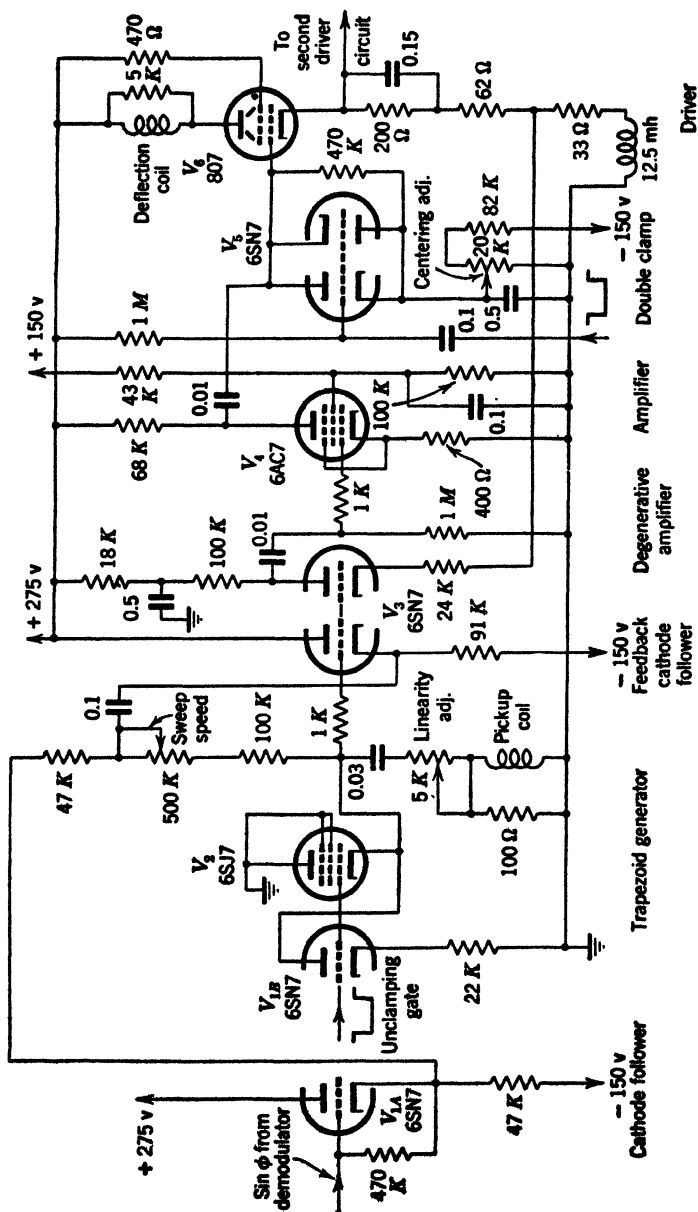 + 275 v
Sin ϕ from
demodulator
470
K
V1A
6SN7
47 K
− 150 v
Cathode follower
V1B
6SN7
Unclamping
gate
22 K
V2
6SJ7
47 K
0.1
Sweep
speed
500 K
100 K
1 K
0.03
Linearity
adj.
5 K
Pickup
coil
100 Ω
Trapezoid generator
+ 275 v
18 K
0.5
100 K
0.01
V3
6SN7
24 K
91 K
− 150 v
Feedback
cathode
follower
1 M
Degenerative
amplifier
+ 150 v
68 K
43
K
0.01
V4
6AC7
1 K
400 Ω
100 K
0.1
Amplifier
1 M
V5
6SN7
470
K
Centering adj.
20
K
82 K
0.1
0.5
− 150 v
Double clamp
Deflection
coil
5
K
470
Ω
V6
807
To
second
driver
circuit
0.15
200
Ω
62 Ω
33 Ω
12.5 mh
Driver